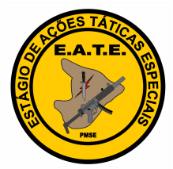 ESTÁGIO DE AÇÕES TÁTICAS ESPECIAIS
E.A.T.E.
PMSE